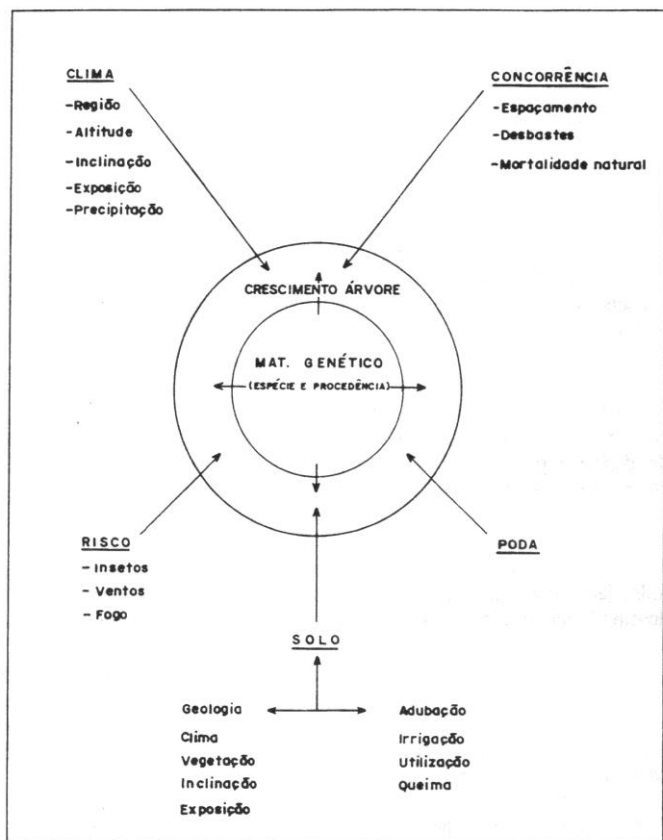 CLIMA
-Região
-Altitude
-Inclinação
-Exposição
-Precipitação
CONCORRÊNCIA
-Espaçamento
-Desbastes
-Mortalidade natural
CRESCIMENTO ÁRVORE
MAT. GENÉTICO
(ESPÉCIE E PROCEDÊNCIA)
RISCO
- Insetos
- Ventos
- Fogo
PODA
SOLO
Geologia
Clima
Vegetação
Inclinação
Exposição
Adubação
Irrigação
Utilização
Queima